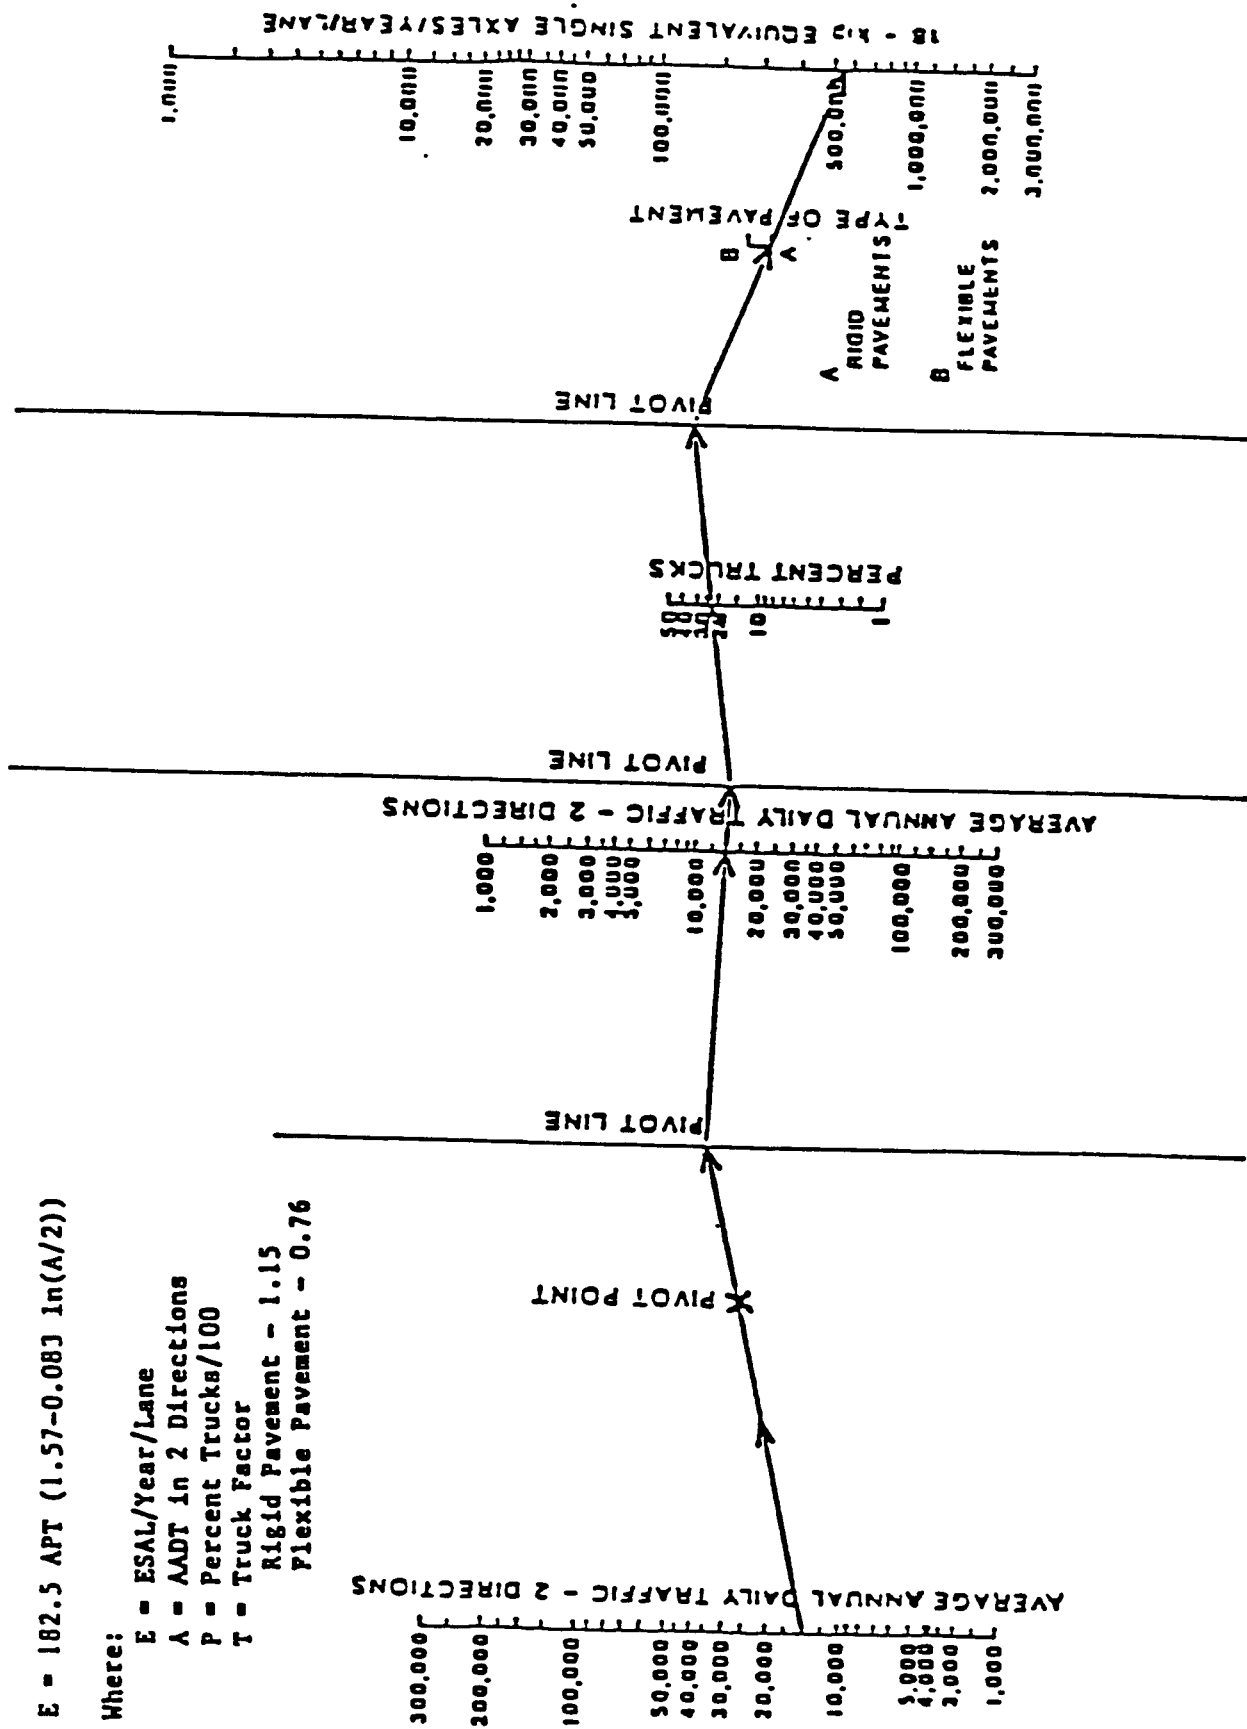 E = 182.5 APT (1.57-0.083 ln(A/2))
Where:
E = ESAL/Year/Lane
A = AADT in 2 Directions
P = Percent Trucks/100
T = Truck Factor
Rigid Pavement - 1.15
Flexible Pavement - 0.76
AVERAGE ANNUAL DAILY TRAFFIC - 2 DIRECTIONS
300,000
200,000
100,000
50,000
40,000
30,000
20,000
10,000
5,000
4,000
2,000
1,000
PIVOT POINT
PIVOT LINE
AVERAGE ANNUAL DAILY TRAFFIC - 2 DIRECTIONS
1,000
2,000
3,000
4,000
5,000
10,000
20,000
30,000
40,000
50,000
100,000
200,000
300,000
PIVOT LINE
PERCENT TRUCKS
50
30
24
10
1
PIVOT LINE
TYPE OF PAVEMENT
B
A
A RIGID
PAVEMENTS
B FLEXIBLE
PAVEMENTS
18 - kip EQUIVALENT SINGLE AXLES/YEAR/LANE
1,000
10,000
20,000
30,000
40,000
50,000
100,000
500,000
1,000,000
2,000,000
3,000,000